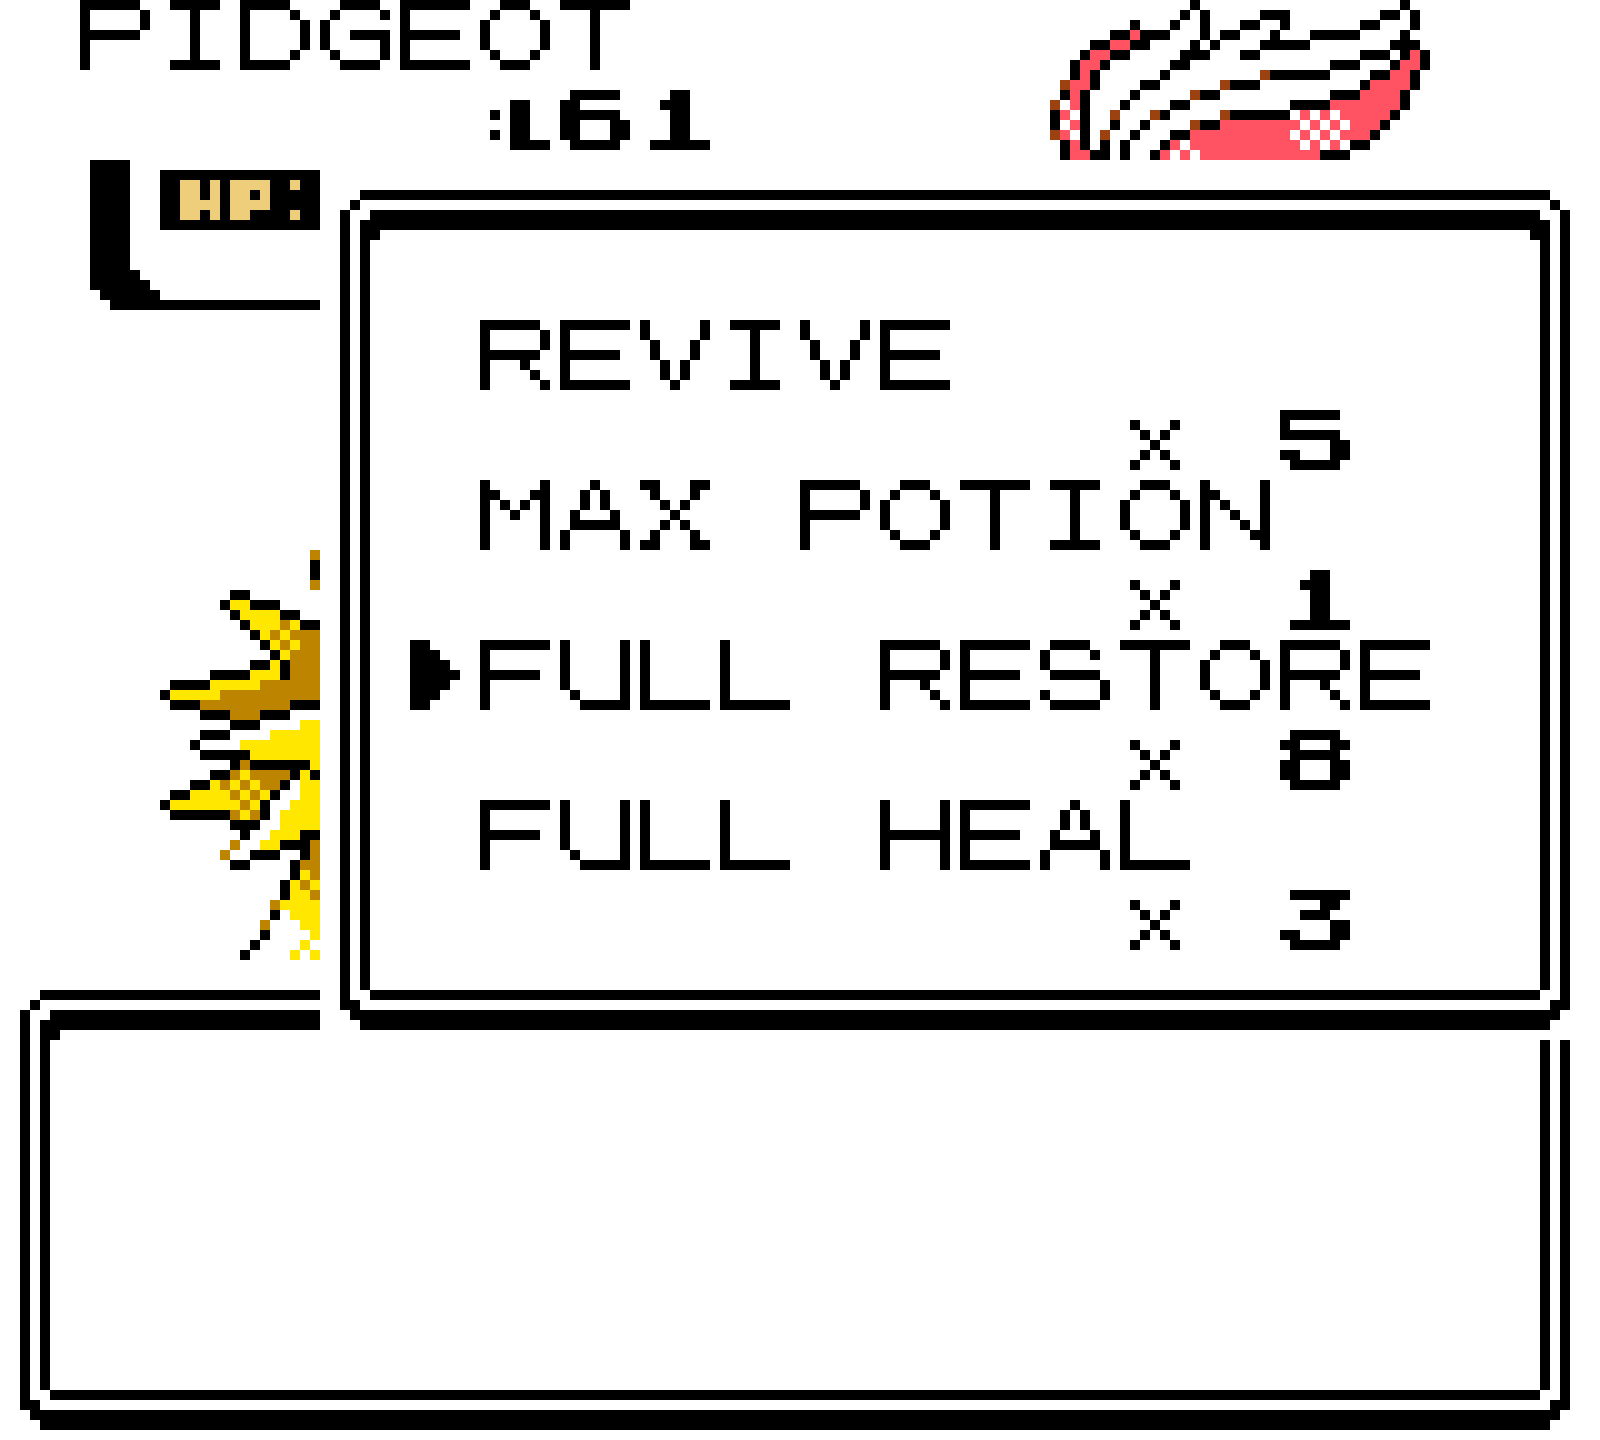 PIDGEOT
:L61
HP:
REVIVE
× 5
MAX POTION
× 1
▶FULL RESTORE
× 8
FULL HEAL
× 3